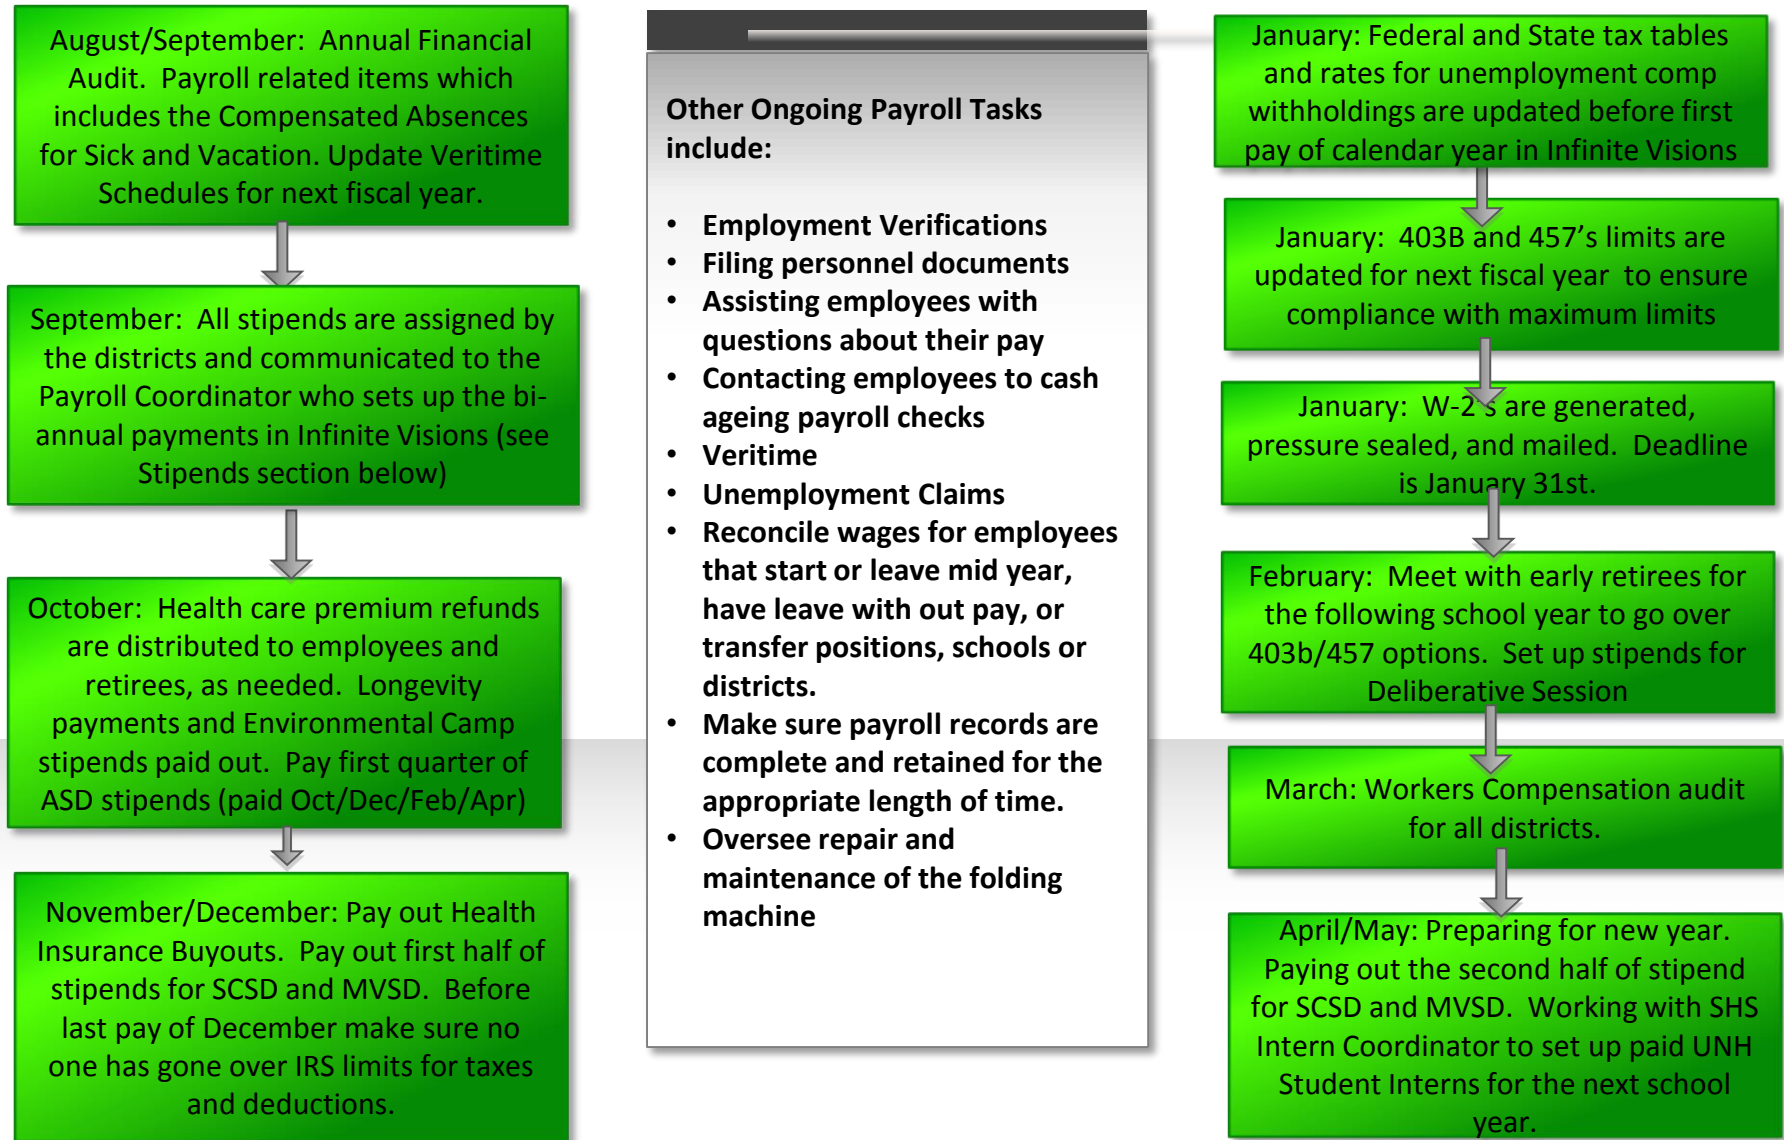 August/September:  Annual Financial
Audit.  Payroll related items which
includes the Compensated Absences
for Sick and Vacation. Update Veritime
Schedules for next fiscal year.
September:  All stipends are assigned by
the districts and communicated to the
Payroll Coordinator who sets up the bi-
annual payments in Infinite Visions (see
Stipends section below)
October:  Health care premium refunds
are distributed to employees and
retirees, as needed.  Longevity
payments and Environmental Camp
stipends paid out.  Pay first quarter of
ASD stipends (paid Oct/Dec/Feb/Apr)
November/December: Pay out Health
Insurance Buyouts.  Pay out first half of
stipends for SCSD and MVSD.  Before
last pay of December make sure no
one has gone over IRS limits for taxes
and deductions.
Other Ongoing Payroll Tasks
include:
• Employment Verifications
• Filing personnel documents
• Assisting employees with
questions about their pay
• Contacting employees to cash
ageing payroll checks
• Veritime
• Unemployment Claims
• Reconcile wages for employees
that start or leave mid year,
have leave with out pay, or
transfer positions, schools or
districts.
• Make sure payroll records are
complete and retained for the
appropriate length of time.
• Oversee repair and
maintenance of the folding
machine
January: Federal and State tax tables
and rates for unemployment comp
withholdings are updated before first
pay of calendar year in Infinite Visions
January:  403B and 457’s limits are
updated for next fiscal year  to ensure
compliance with maximum limits
January:  W-2’s are generated,
pressure sealed, and mailed.  Deadline
is January 31st.
February:  Meet with early retirees for
the following school year to go over
403b/457 options.  Set up stipends for
Deliberative Session
March: Workers Compensation audit
for all districts.
April/May: Preparing for new year.
Paying out the second half of stipend
for SCSD and MVSD.  Working with SHS
Intern Coordinator to set up paid UNH
Student Interns for the next school
year.